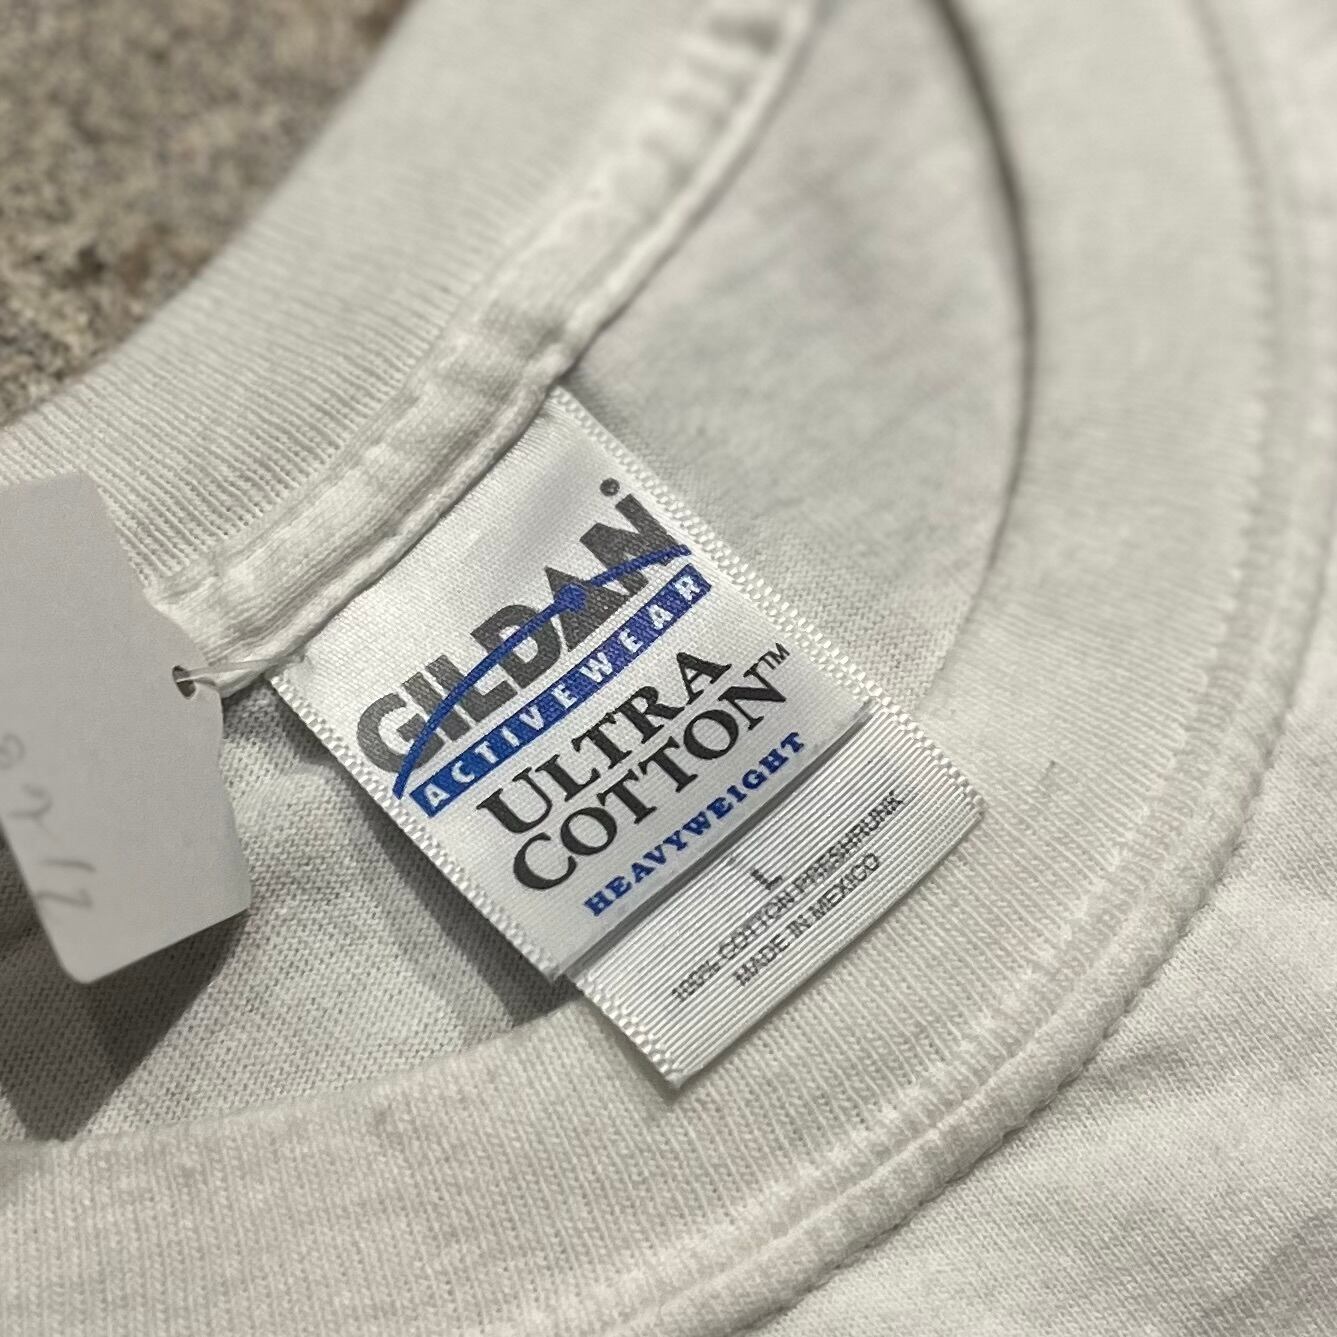 GILDAN
ACTIVEWEAR
ULTRA
COTTON™
HEAVYWEIGHT
L
100% COTTON PRESHRUNK
MADE IN MEXICO